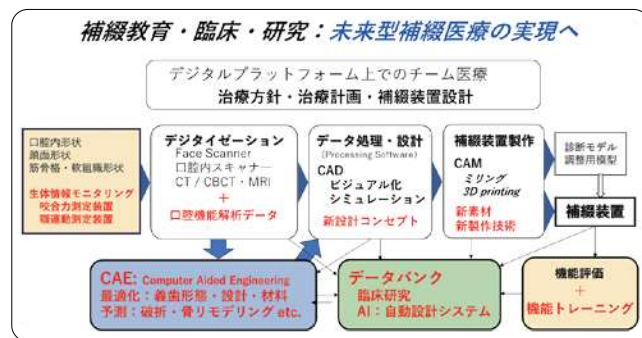 補綴教育・臨床・研究：未来型補綴医療の実現へ
デジタルプラットフォーム上でのチーム医療
治療方針・治療計画・補綴装置設計
口腔内形状
顔面形状
筋骨格・軟組織形状
生体情報モニタリング
咬合力測定装置
顎運動測定装置
デジタイゼーション
Face Scanner
口腔内スキャナー
CT / CBCT・MRI
+
口腔機能解析データ
データ処理・設計
(Processing Software)
CAD
ビジュアル化
シミュレーション
新設計コンセプト
補綴装置製作
CAM
ミリング
3D printing
新素材
新製作技術
診断モデル
調整用模型
補綴装置
CAE: Computer Aided Engineering
最適化：義歯形態・設計・材料
予測：破折・骨リモデリング etc.
データバンク
臨床研究
AI：自動設計システム
機能評価
+
機能トレーニング